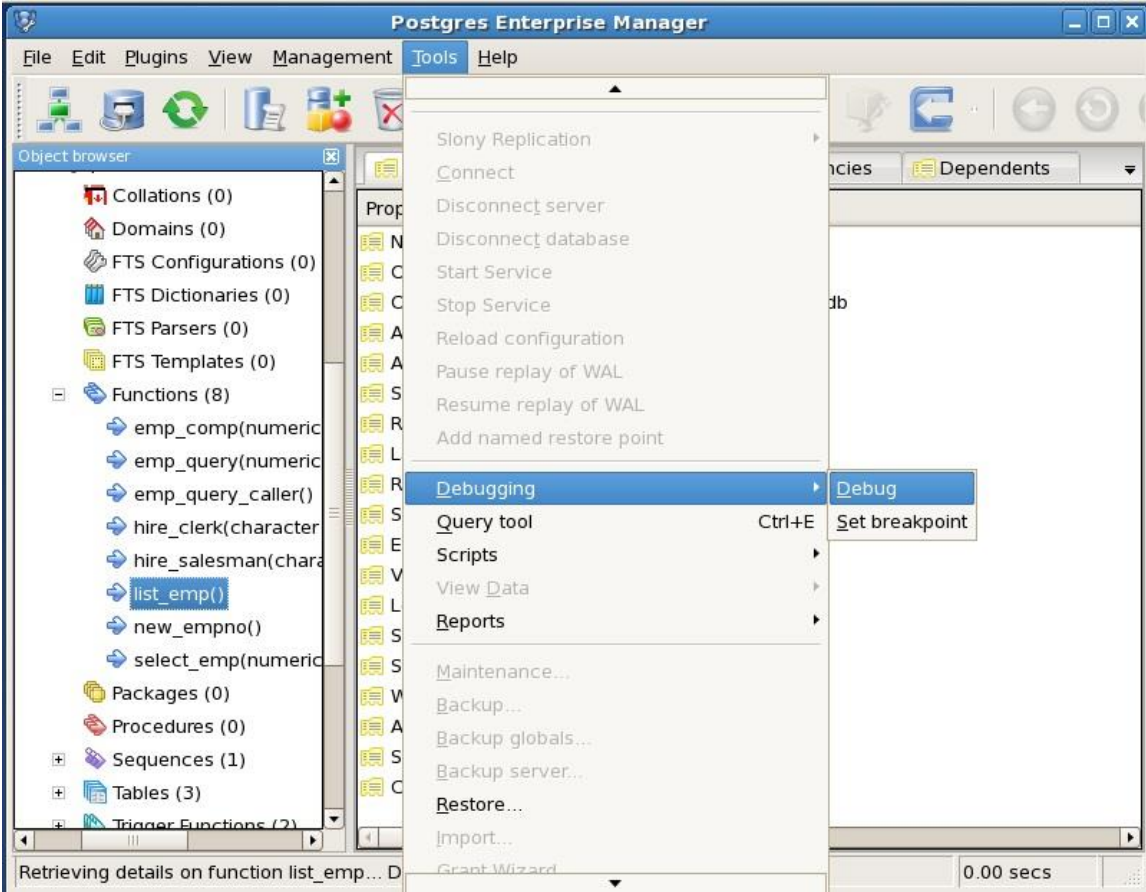 Postgres Enterprise Manager
File Edit Plugins View Management Tools Help
Object browser
Collations (0)
Domains (0)
FTS Configurations (0)
FTS Dictionaries (0)
FTS Parsers (0)
FTS Templates (0)
Functions (8)
emp_comp(numeric
emp_query(numeric
emp_query_caller()
hire_clerk(character
hire_salesman(chara
list_emp()
new_empno()
select_emp(numeric
Packages (0)
Procedures (0)
Sequences (1)
Tables (3)
Trigger Functions (2)
ncies Dependents
Prop
N
O
O db
A
A
S
R
L
R
S
E
V
L
S
S
W
A
S
C
Slony Replication
Connect
Disconnect server
Disconnect database
Start Service
Stop Service
Reload configuration
Pause replay of WAL
Resume replay of WAL
Add named restore point
Debugging
Query tool Ctrl+E
Scripts
View Data
Reports
Maintenance...
Backup...
Backup globals...
Backup server...
Restore...
Import...
Grant Wizard
Debug
Set breakpoint
Retrieving details on function list_emp... D
0.00 secs